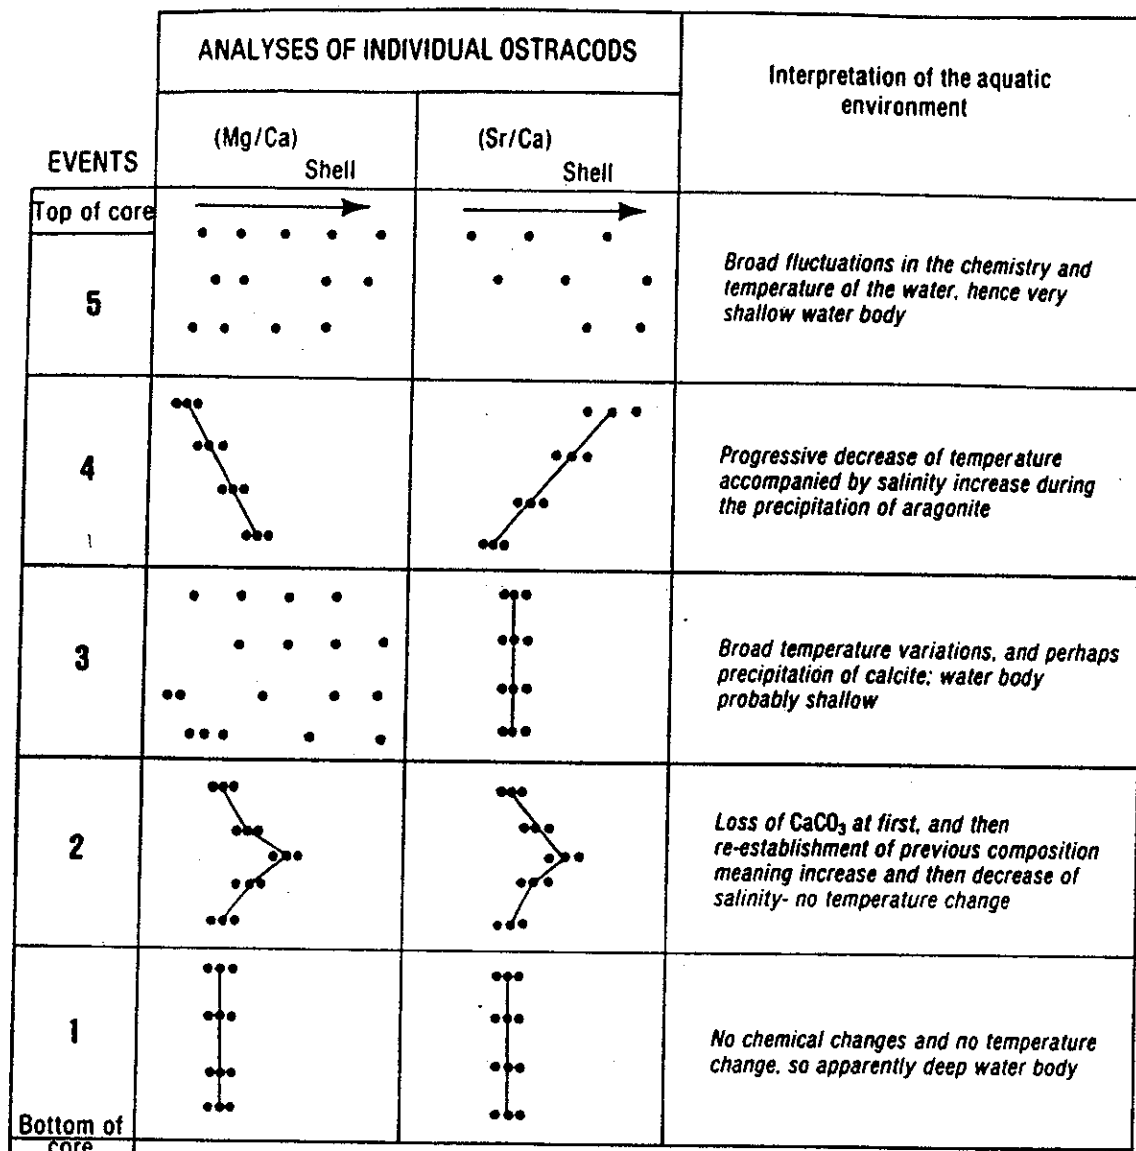 ANALYSES OF INDIVIDUAL OSTRACODS
Interpretation of the aquatic
environment
EVENTS
(Mg/Ca)
Shell
(Sr/Ca)
Shell
Top of core
5
Broad fluctuations in the chemistry and
temperature of the water, hence very
shallow water body
4
Progressive decrease of temperature
accompanied by salinity increase during
the precipitation of aragonite
3
Broad temperature variations, and perhaps
precipitation of calcite; water body
probably shallow
2
Loss of CaCO₃ at first, and then
re-establishment of previous composition
meaning increase and then decrease of
salinity- no temperature change
1
No chemical changes and no temperature
change, so apparently deep water body
Bottom of
core